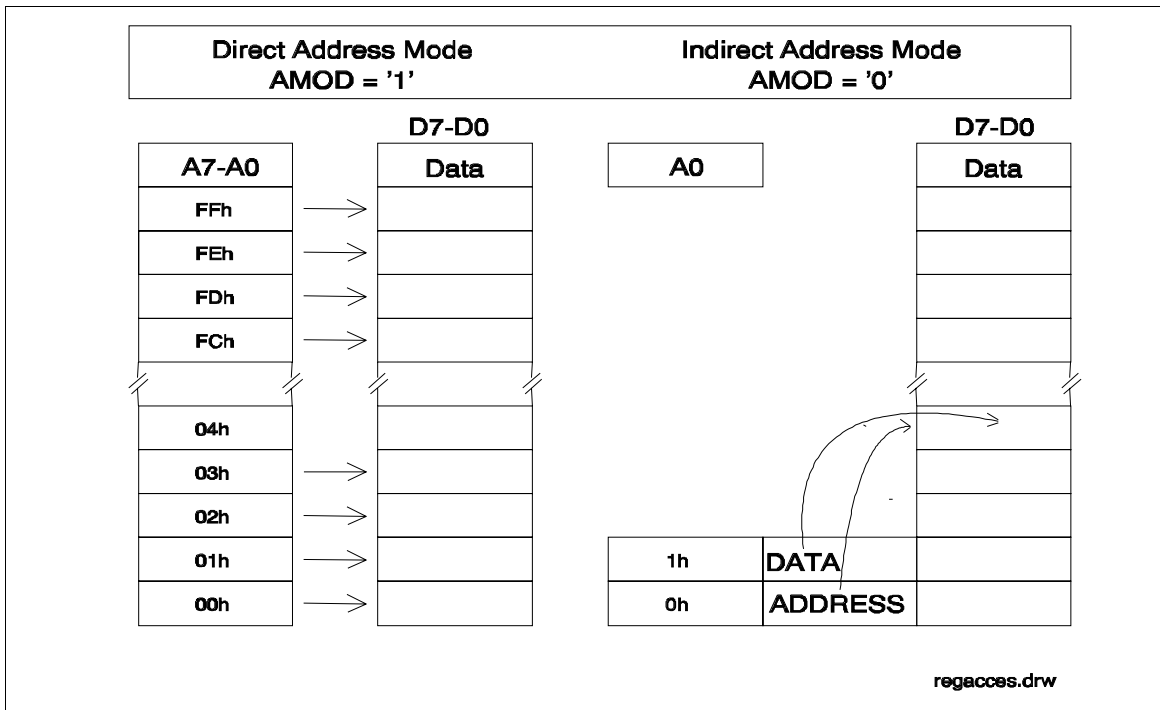 Direct Address Mode
AMOD = '1'
Indirect Address Mode
AMOD = '0'
D7-D0
D7-D0
A7-A0
Data
A0
Data
FFh
FEh
FDh
FCh
04h
03h
02h
01h
1h
DATA
00h
0h
ADDRESS
regacces.drw